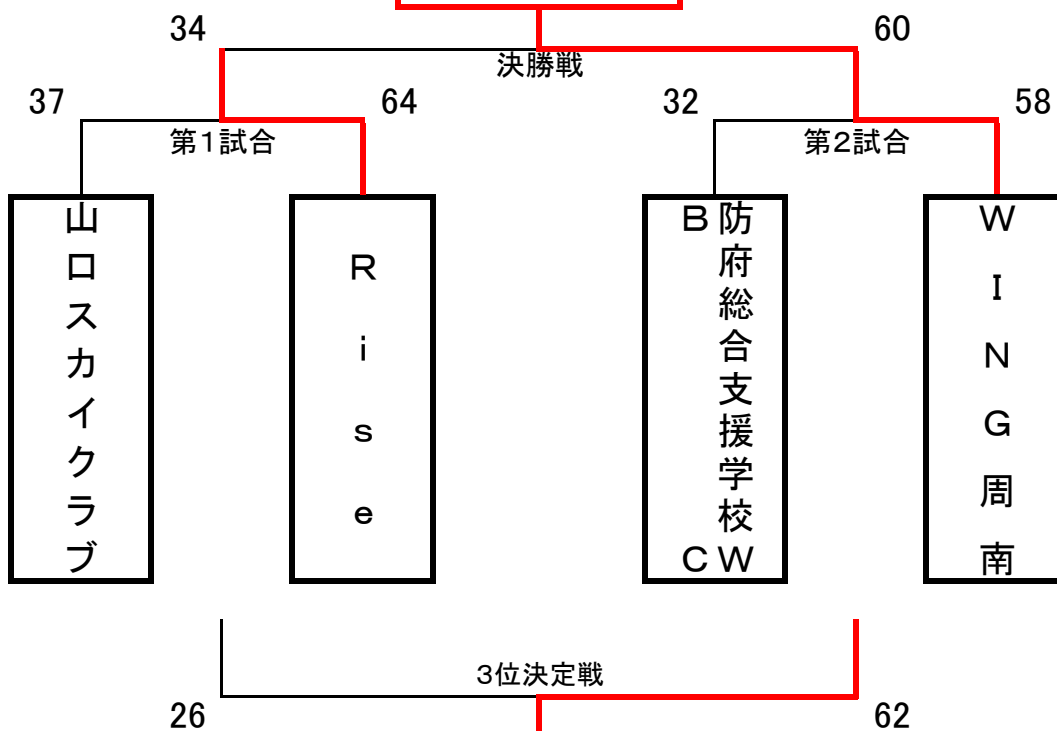 34
60
決勝戦
37
64
32
58
第1試合
第2試合
山口スカイクラブ
Rise
防府総合支援学校W
BC
WING周南
3位決定戦
26
62